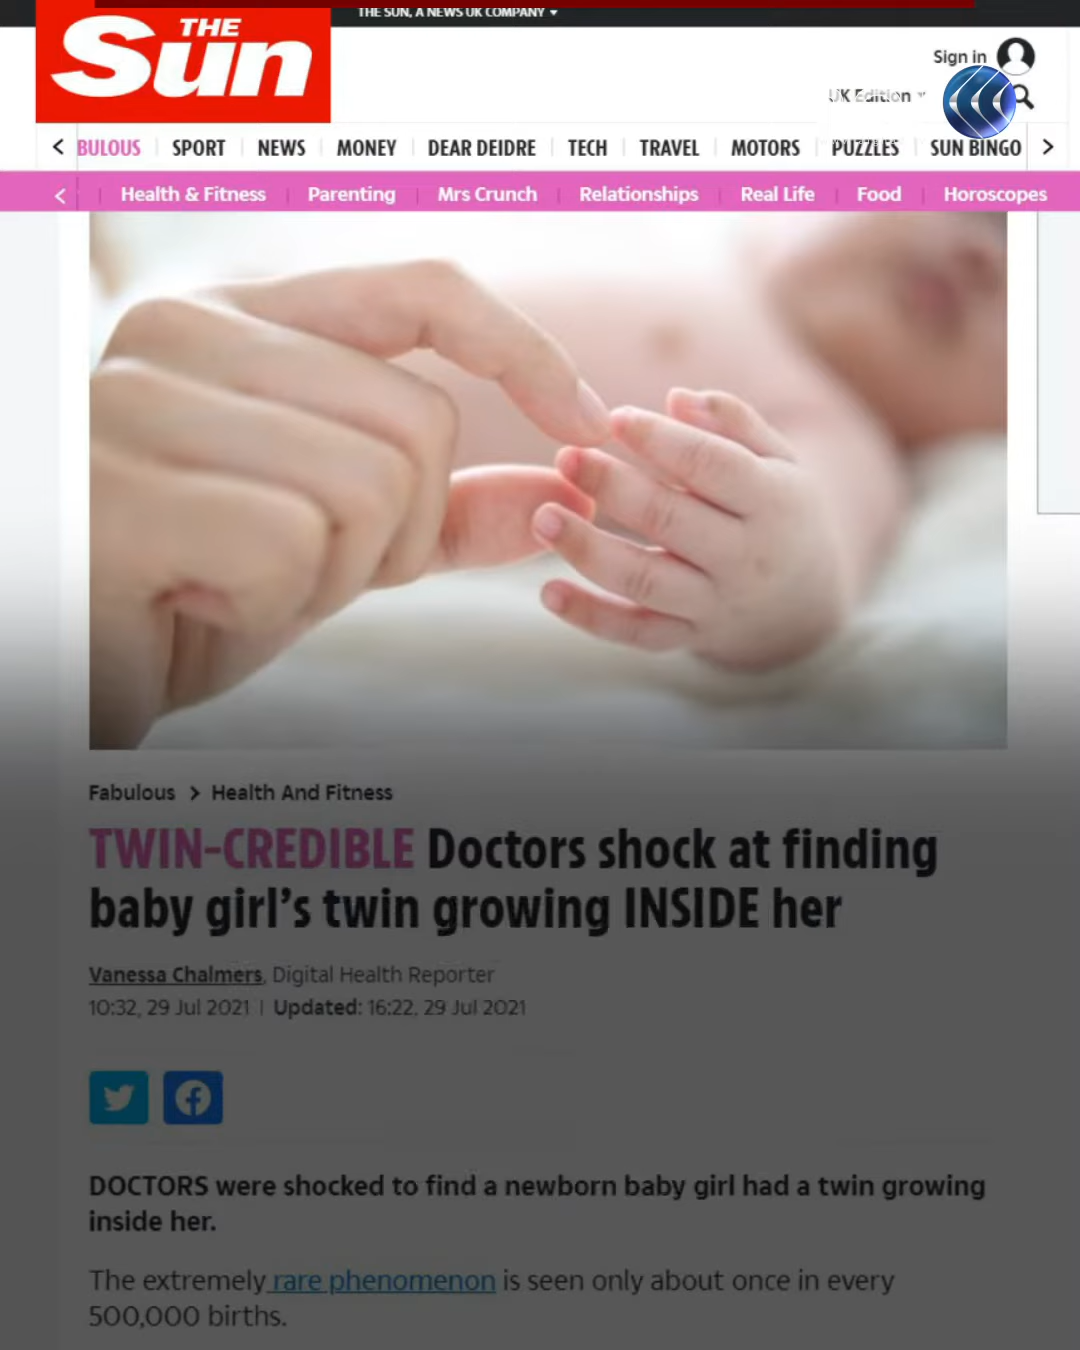 THE SUN, A NEWS UK COMPANY
THE
Sun
Sign in
UK Edition
BULOUS SPORT NEWS MONEY DEAR DEIDRE TECH TRAVEL MOTORS PUZZLES SUN BINGO
Health & Fitness Parenting Mrs Crunch Relationships Real Life Food Horoscopes
Fabulous > Health And Fitness
TWIN-CREDIBLE Doctors shock at finding
baby girl's twin growing INSIDE her
Vanessa Chalmers, Digital Health Reporter
10:32, 29 Jul 2021 | Updated: 16:22, 29 Jul 2021
DOCTORS were shocked to find a newborn baby girl had a twin growing
inside her.
The extremely rare phenomenon is seen only about once in every
500,000 births.